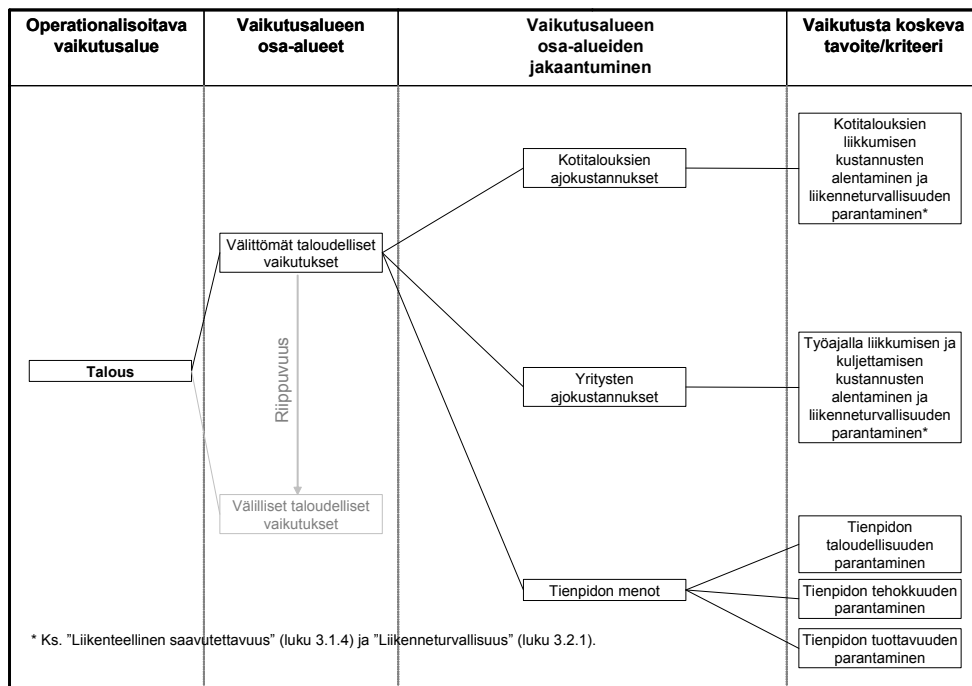 Operationalisoitava
vaikutusalue
Vaikutusalueen
osa-alueet
Vaikutusalueen
osa-alueiden
jakaantuminen
Vaikutusta koskeva
tavoite/kriteeri
Talous
Välittömät taloudelliset
vaikutukset
Riippuvuus
Välilliset taloudelliset
vaikutukset
Kotitalouksien
ajokustannukset
Yritysten
ajokustannukset
Tienpidon menot
Kotitalouksien
liikkumisen
kustannusten
alentaminen ja
liikenneturvallisuuden
parantaminen*
Työajalla liikkumisen ja
kuljettamisen
kustannusten
alentaminen ja
liikenneturvallisuuden
parantaminen*
Tienpidon
taloudellisuuden
parantaminen
Tienpidon tehokkuuden
parantaminen
Tienpidon tuottavuuden
parantaminen
* Ks. "Liikenteellinen saavutettavuus" (luku 3.1.4) ja "Liikenneturvallisuus" (luku 3.2.1).